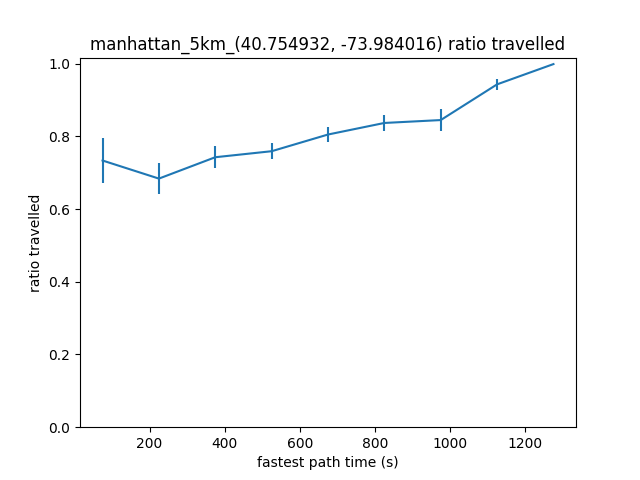 manhattan_5km_(40.754932, -73.984016) ratio travelled
1.0
0.8
0.6
0.4
0.2
0.0
ratio travelled
200 400 600 800 1000 1200
fastest path time (s)